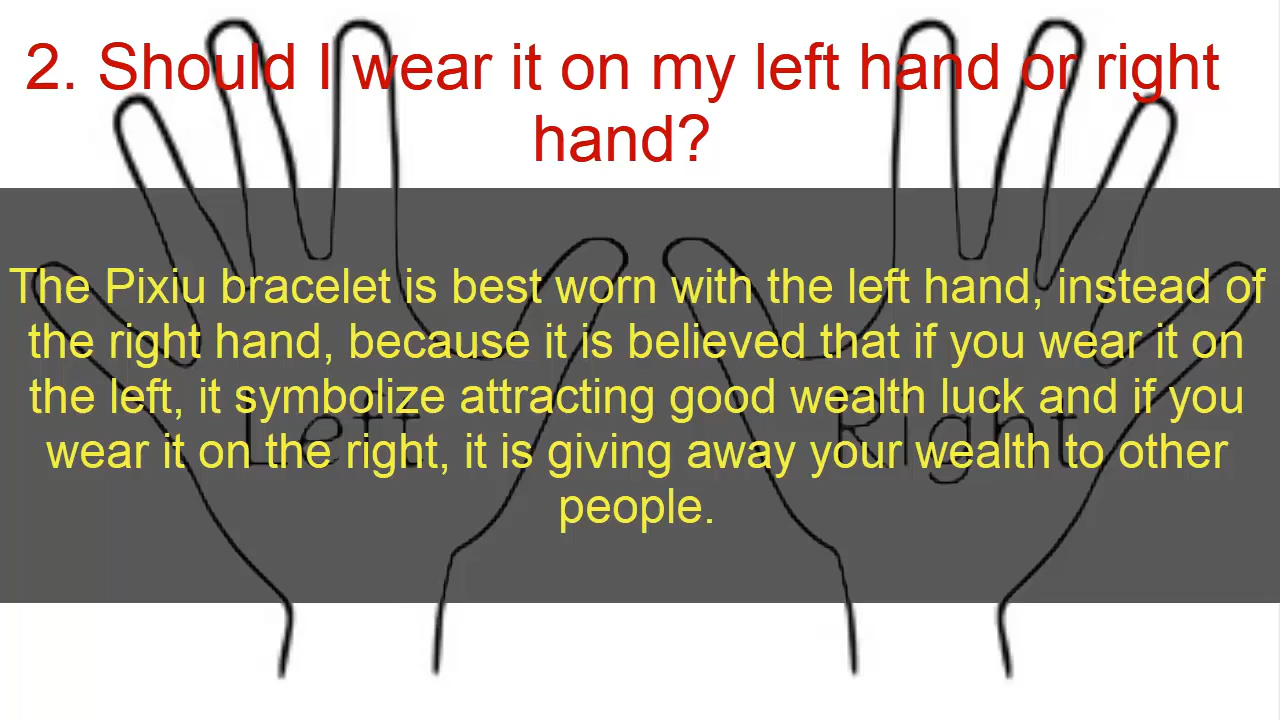 2. Should I wear it on my left hand or right
hand?
The Pixiu bracelet is best worn with the left hand, instead of
the right hand, because it is believed that if you wear it on
the left, it symbolize attracting good wealth luck and if you
wear it on the right, it is giving away your wealth to other
people.
Left
Right